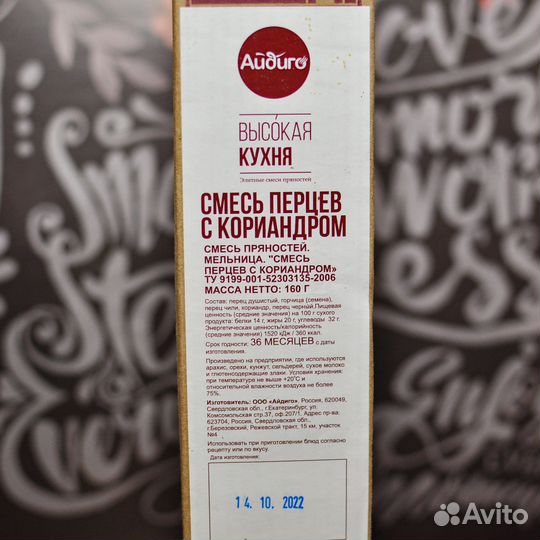 Айдиго
ВЫСО́КАЯ
КУХНЯ
Элитные смеси пряностей
СМЕСЬ ПЕРЦЕВ
С КОРИАНДРОМ
СМЕСЬ ПРЯНОСТЕЙ.
МЕЛЬНИЦА. "СМЕСЬ
ПЕРЦЕВ С КОРИАНДРОМ»
ТУ 9199-001-52303135-2006
МАССА НЕТТО: 160 Г
Состав: перец душистый, горчица (семена),
перец чили, кориандр, перец черный.Пищевая
ценность (средние значения) на 100 г сухого
продукта: белки 14 г, жиры 20 г, углеводы 32 г.
Энергетическая ценность/калорийность
(средние значения) 1520 кДж / 360 ккал.
Срок годности: 36 МЕСЯЦЕВ с даты
изготовления.
Произведено на предприятии, где используются
арахис, орехи, кунжут, сельдерей, сухое молоко
и глютенсодержащие злаки. Условия хранения:
при температуре не выше +20°С и
относительной влажности воздуха не более
75%.
Изготовитель: ООО «Айдиго», Россия, 620049,
Свердловская обл., г.Екатеринбург, ул.
Комсомольская стр.37, оф.207/1. Адрес пр-ва:
623704, Россия, Свердловская обл.,
г.Березовский, Режевской тракт, 15 км, участок
№4
Использовать при приготовлении блюд согласно
рецепту или по вкусу.
Дата изготовления:
14. 10. 2022
Avito